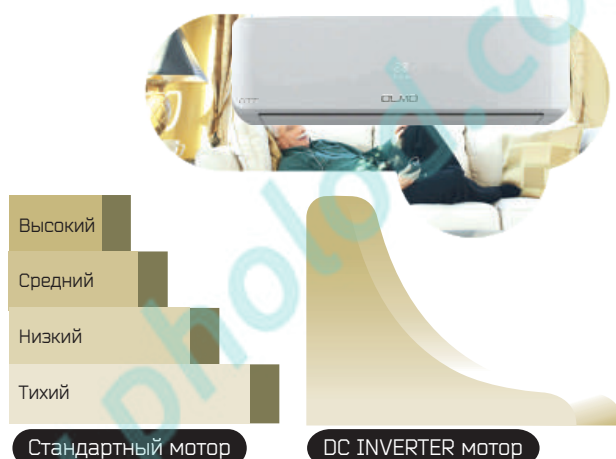 OLMO
Высокий
Средний
Низкий
Тихий
Стандартный мотор
DC INVERTER мотор